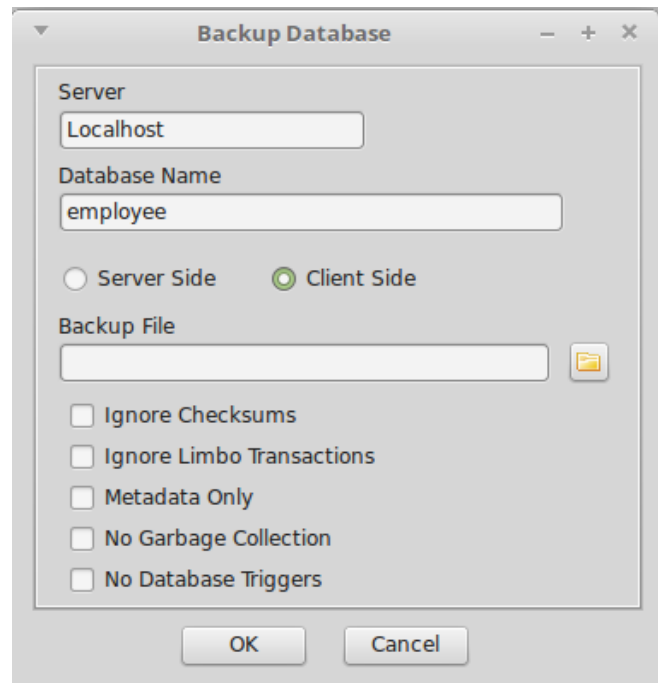 Backup Database
Server
Localhost
Database Name
employee
Server Side Client Side
Backup File
Ignore Checksums
Ignore Limbo Transactions
Metadata Only
No Garbage Collection
No Database Triggers
OK Cancel